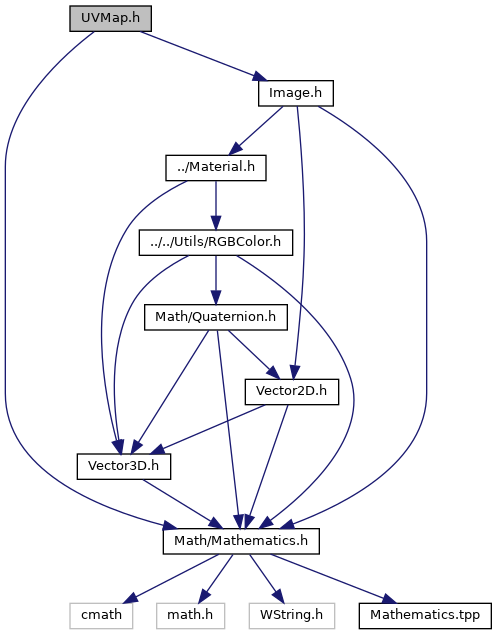 UVMap.h
Image.h
../Material.h
../../Utils/RGBColor.h
Math/Quaternion.h
Vector2D.h
Vector3D.h
Math/Mathematics.h
cmath
math.h
WString.h
Mathematics.tpp